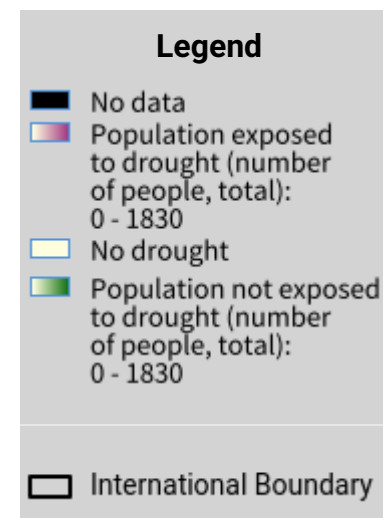 Legend
No data
Population exposed
to drought (number
of people, total):
0 - 1830
No drought
Population not exposed
to drought (number
of people, total):
0 - 1830
International Boundary